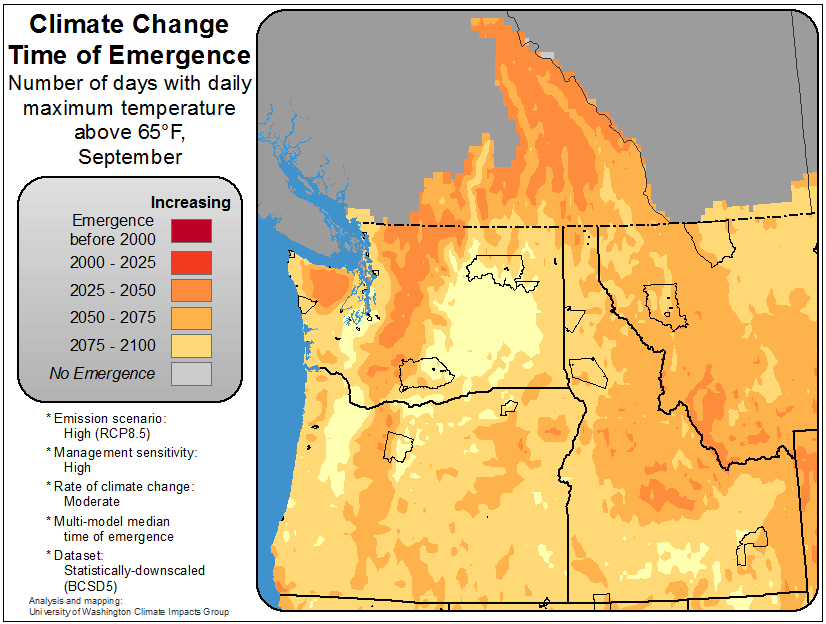 Climate Change
Time of Emergence
Number of days with daily
maximum temperature
above 65°F,
September
Increasing
Emergence
before 2000
2000 - 2025
2025 - 2050
2050 - 2075
2075 - 2100
No Emergence
* Emission scenario:
High (RCP8.5)
* Management sensitivity:
High
* Rate of climate change:
Moderate
* Multi-model median
time of emergence
* Dataset:
Statistically-downscaled
(BCSD5)
Analysis and mapping:
University of Washington Climate Impacts Group